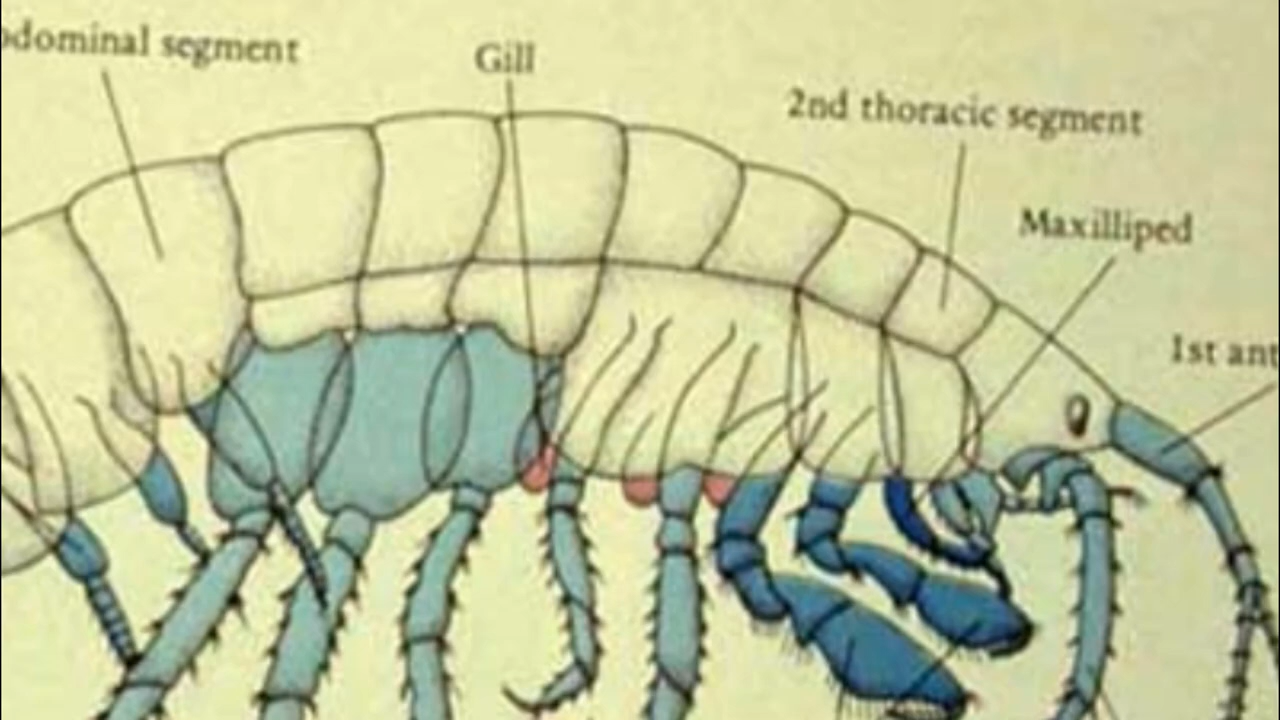 odominal segment
Gill
2nd thoracic segment
Maxilliped
1st ant